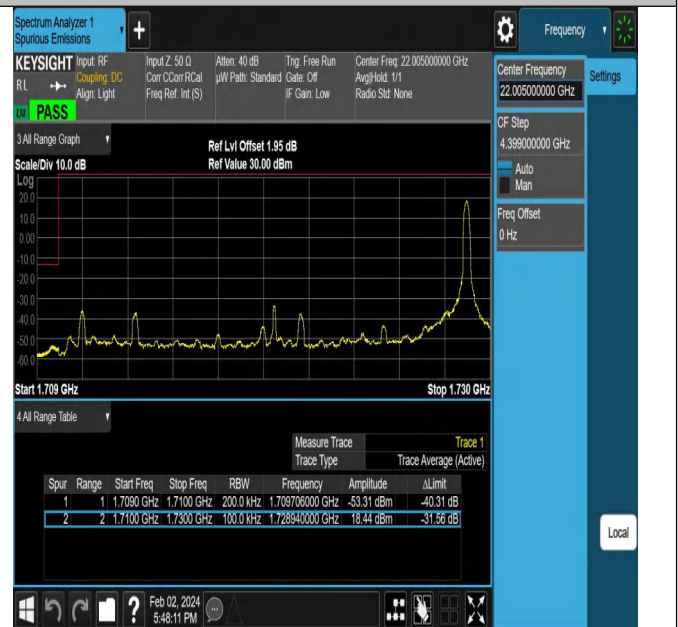 Spectrum Analyzer 1
Spurious Emissions
+
Frequency
KEYSIGHT Input: RF Input Z: 50 Ω Atten: 40 dB Trig: Free Run Center Freq: 22.005000000 GHz
RL Coupling: DC Corr CCorr RCal µW Path: Standard Gate: Off Avg|Hold: 1/1
Align: Light Freq Ref: Int (S) IF Gain: Low Radio Std: None
LXI PASS
Center Frequency
22.005000000 GHz
Settings
CF Step
4.399000000 GHz
Auto
Man
Freq Offset
0 Hz
3 All Range Graph
Ref Lvl Offset 1.95 dB
Scale/Div 10.0 dB Ref Value 30.00 dBm
Log
20.0
10.0
0.00
-10.0
-20.0
-30.0
-40.0
-50.0
-60.0
Start 1.709 GHz Stop 1.730 GHz
4 All Range Table
Measure Trace Trace 1
Trace Type Trace Average (Active)
Spur Range Start Freq Stop Freq RBW Frequency Amplitude ΔLimit
1 1 1.7090 GHz 1.7100 GHz 200.0 kHz 1.709706000 GHz -53.31 dBm -40.31 dB
2 2 1.7100 GHz 1.7300 GHz 100.0 kHz 1.728940000 GHz 18.44 dBm -31.56 dB
Local
? Feb 02, 2024
5:48:11 PM